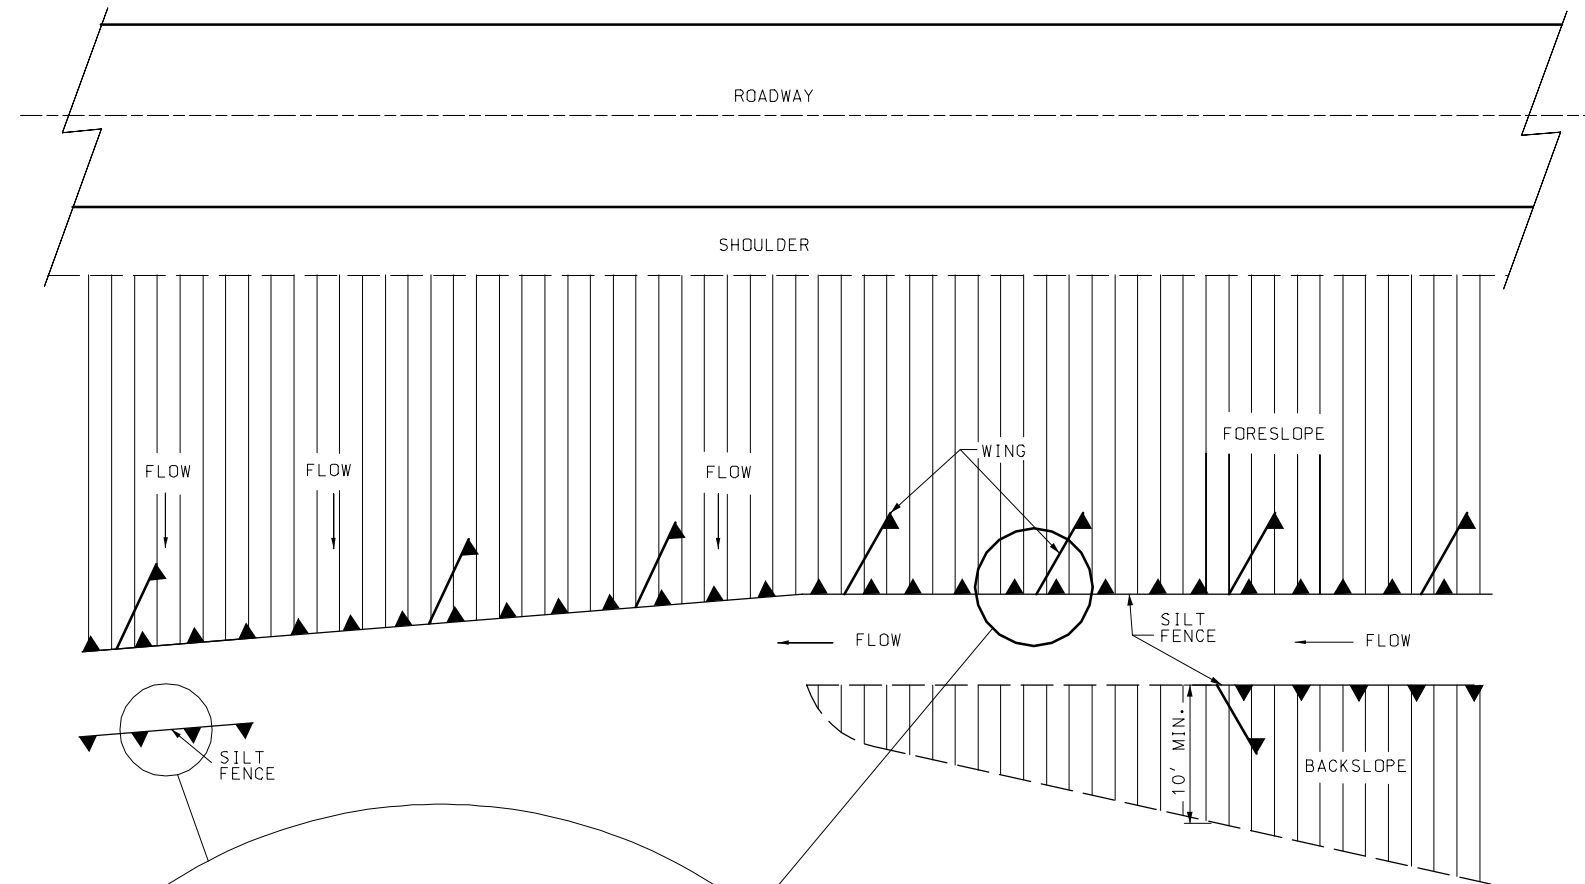 ROADWAY
SHOULDER
FORESLOPE
WING
FLOW
FLOW
FLOW
SILT
FENCE
FLOW
FLOW
10' MIN.
SILT
FENCE
BACKSLOPE